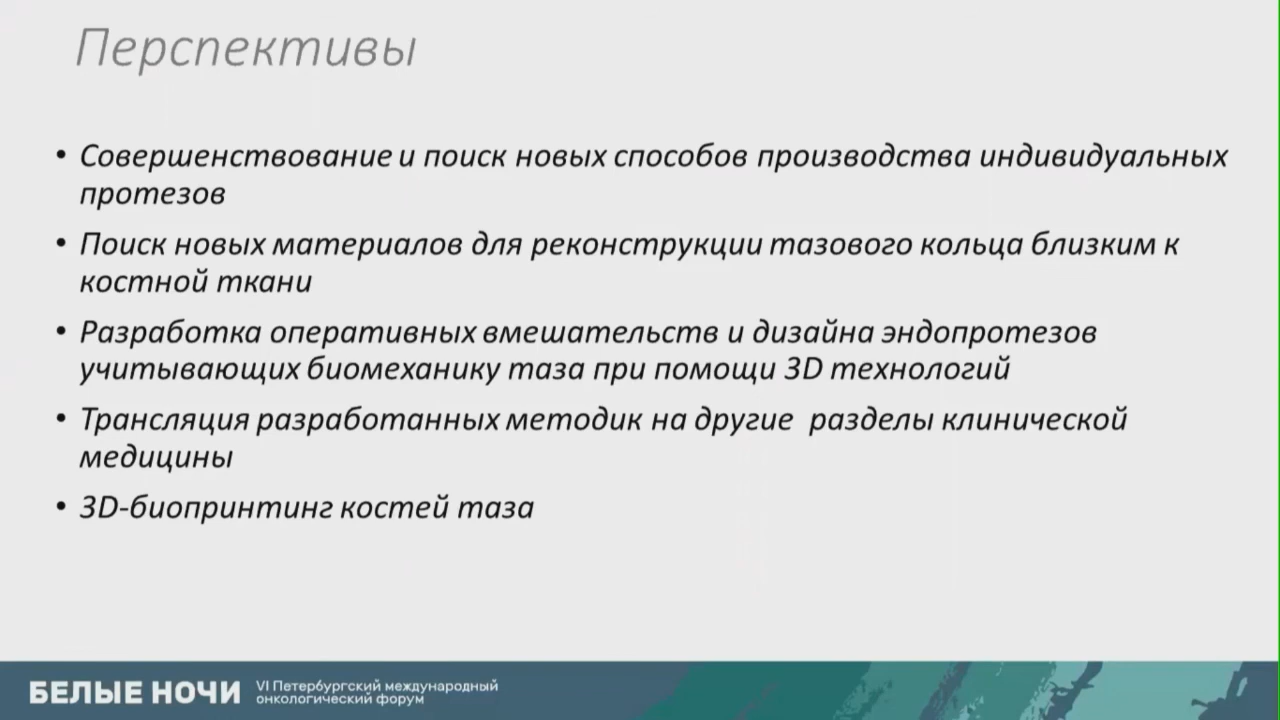 Перспективы
• Совершенствование и поиск новых способов производства индивидуальных
протезов
• Поиск новых материалов для реконструкции тазового кольца близким к
костной ткани
• Разработка оперативных вмешательств и дизайна эндопротезов
учитывающих биомеханику таза при помощи 3D технологий
• Трансляция разработанных методик на другие разделы клинической
медицины
• 3D-биопринтинг костей таза
БЕЛЫЕ НОЧИ
VI Петербургский международный
онкологический форум